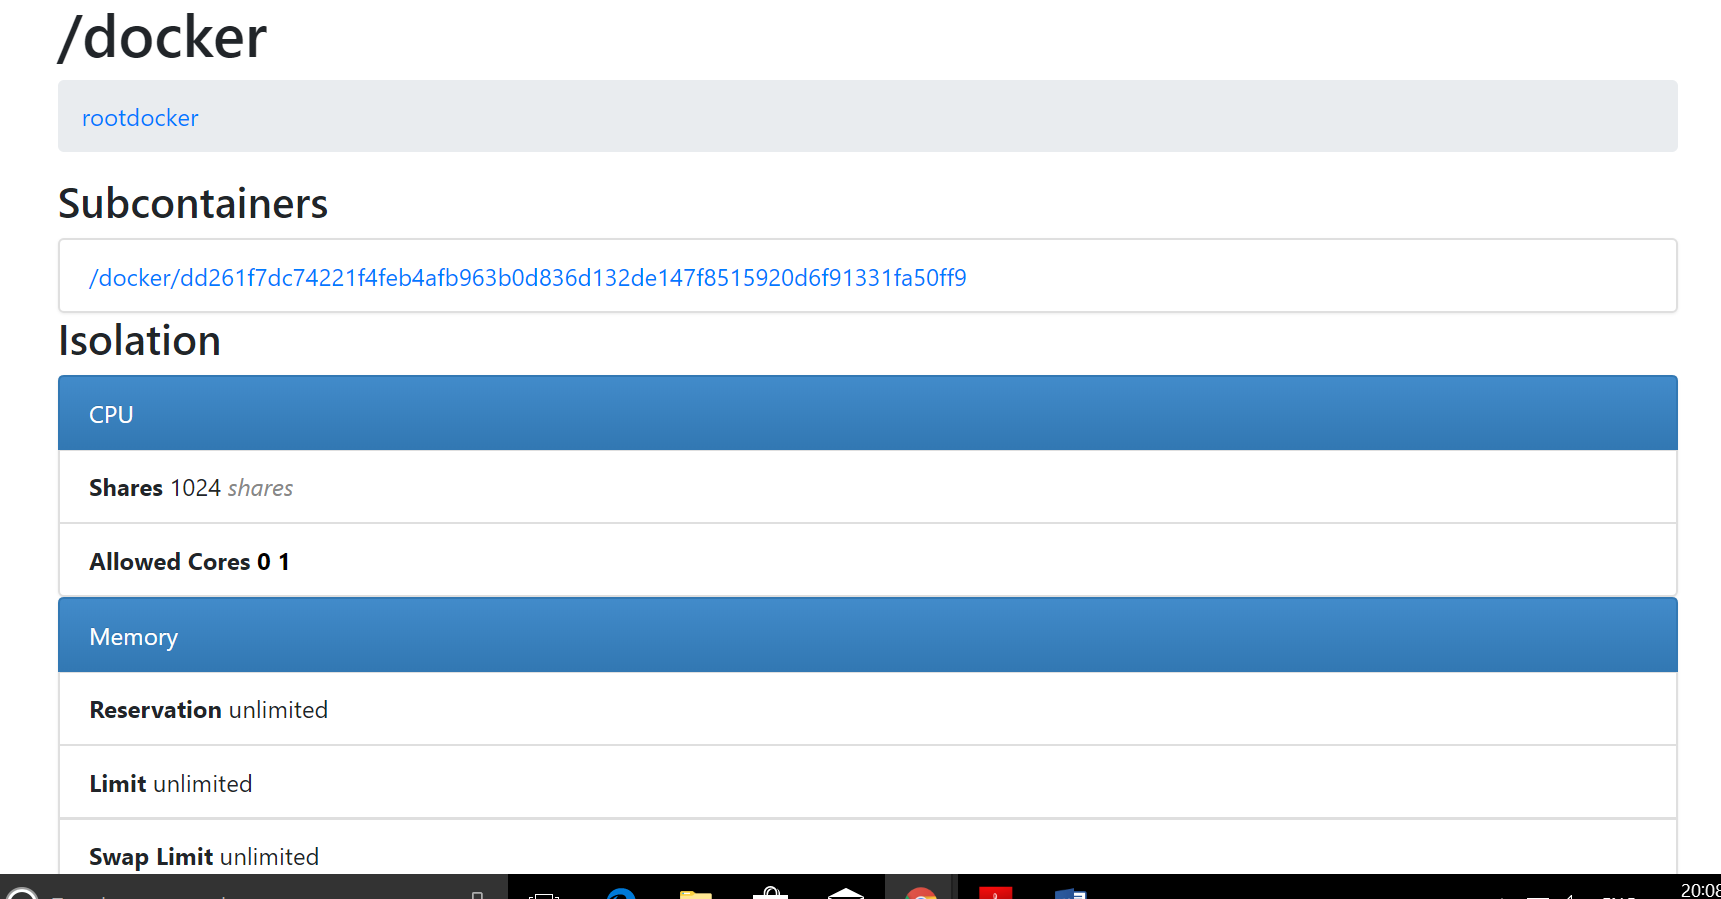 /docker
rootdocker
Subcontainers
/docker/dd261f7dc74221f4feb4afb963b0d836d132de147f8515920d6f91331fa50ff9
Isolation
CPU
Shares 1024 shares
Allowed Cores 0 1
Memory
Reservation unlimited
Limit unlimited
Swap Limit unlimited
20:08